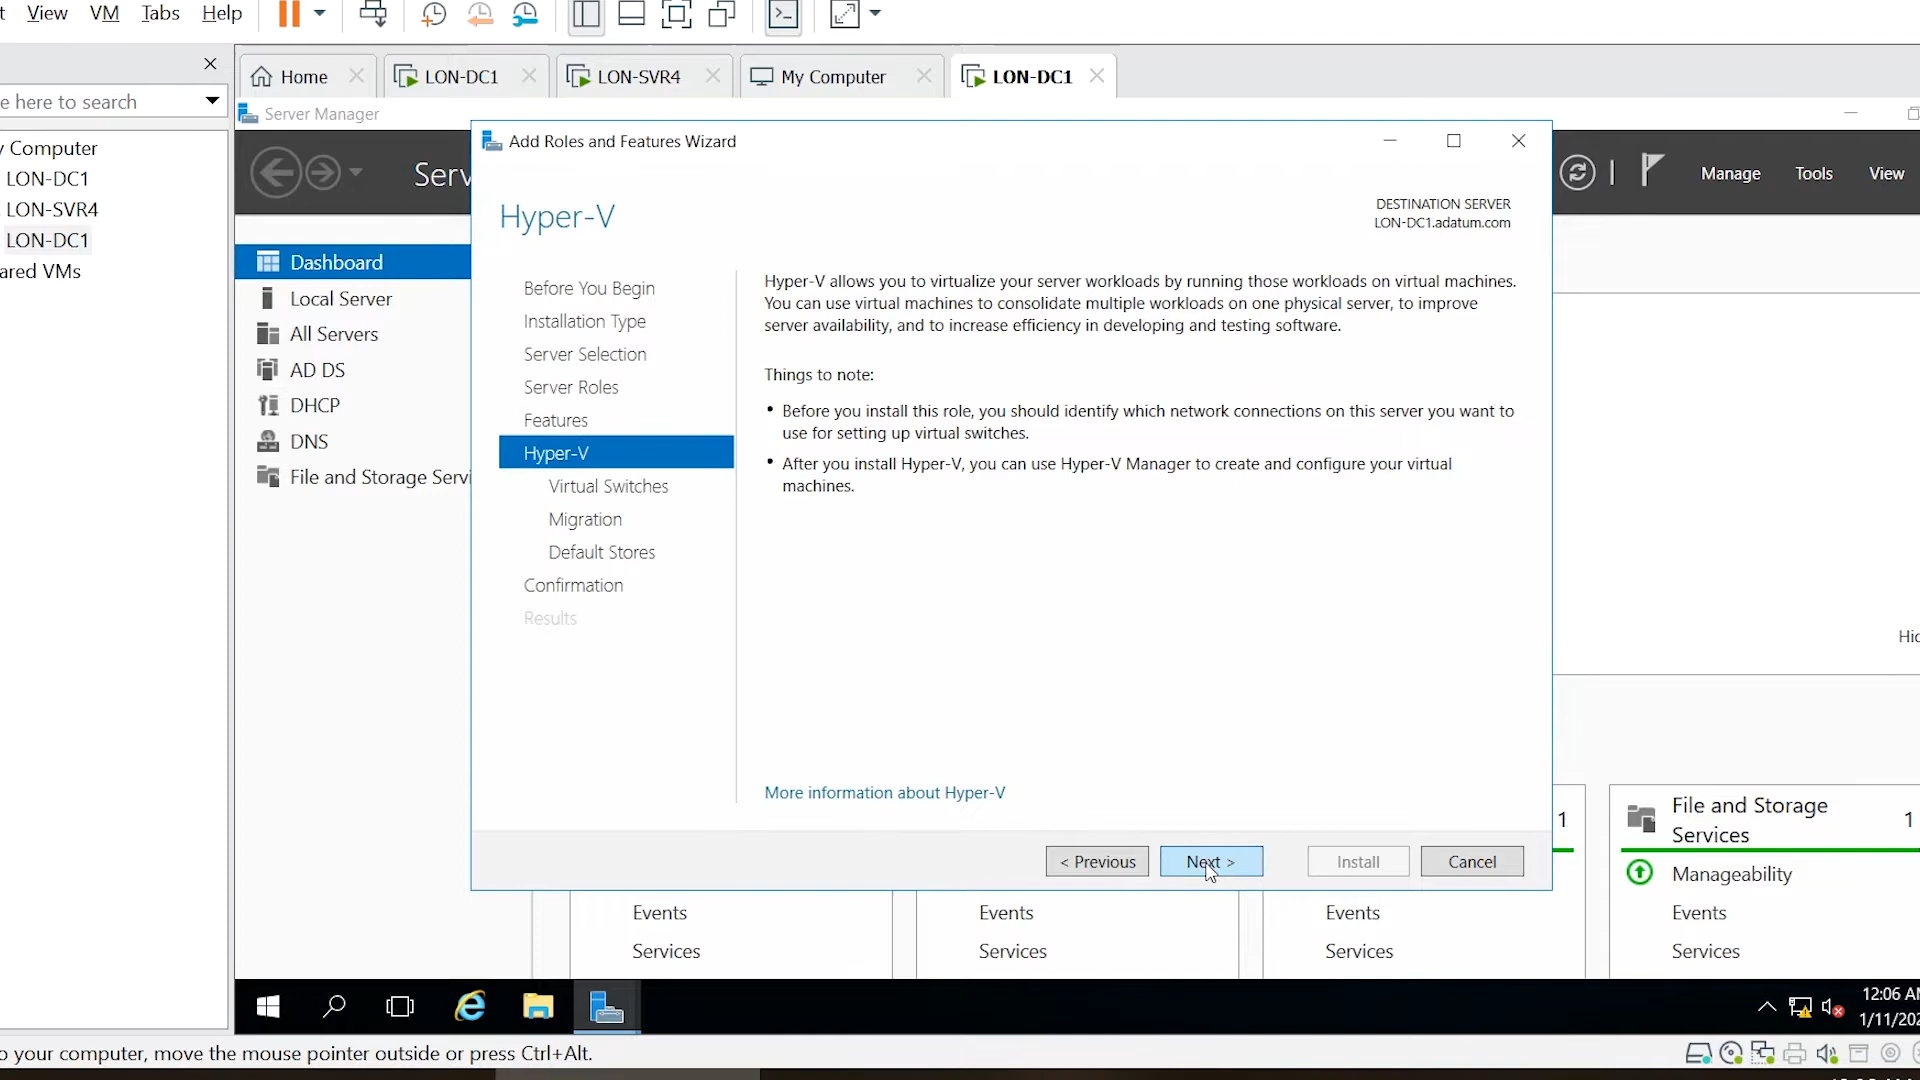 View VM Tabs Help
Home LON-DC1 LON-SVR4 My Computer LON-DC1
e here to search
Computer
LON-DC1
LON-SVR4
LON-DC1
ared VMs
Server Manager
Serv
Manage Tools View
Dashboard
Local Server
All Servers
AD DS
DHCP
DNS
File and Storage Servi
Add Roles and Features Wizard
Hyper-V
DESTINATION SERVER
LON-DC1.adatum.com
Before You Begin
Installation Type
Server Selection
Server Roles
Features
Hyper-V
Virtual Switches
Migration
Default Stores
Confirmation
Results
Hyper-V allows you to virtualize your server workloads by running those workloads on virtual machines.
You can use virtual machines to consolidate multiple workloads on one physical server, to improve
server availability, and to increase efficiency in developing and testing software.
Things to note:
• Before you install this role, you should identify which network connections on this server you want to
use for setting up virtual switches.
• After you install Hyper-V, you can use Hyper-V Manager to create and configure your virtual
machines.
More information about Hyper-V
< Previous Next > Install Cancel
Hid
1
File and Storage
Services
1
Manageability
Events Events Events Events
Services Services Services Services
12:06 AM
1/11/202
o your computer, move the mouse pointer outside or press Ctrl+Alt.